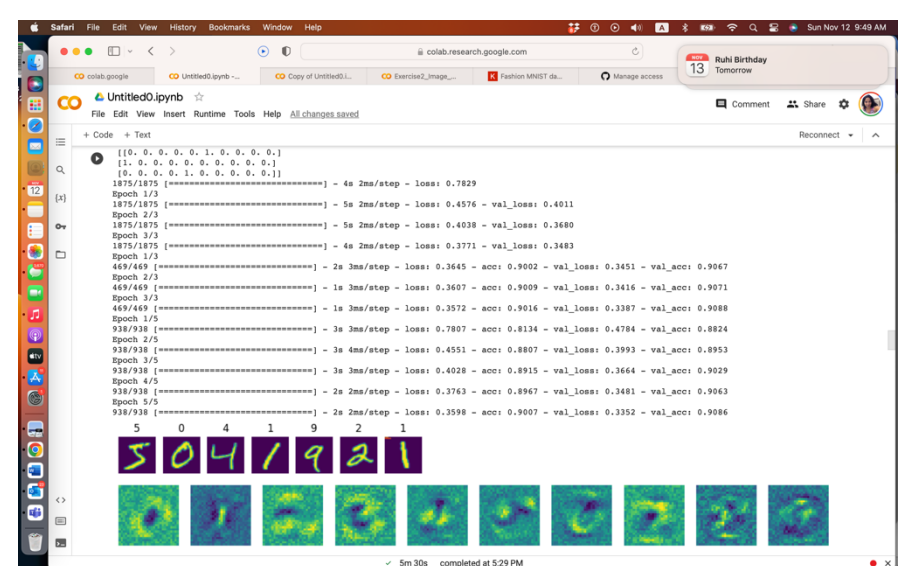 Safari File Edit View History Bookmarks Window Help Sun Nov 12 9:49 AM
colab.research.google.com
NOV 13 Ruhi Birthday
Tomorrow
colab.google Untitled0.ipynb -... Copy of Untitled0.i... Exercise2_Image_... Fashion MNIST da... Manage access
Untitled0.ipynb
Comment Share
File Edit View Insert Runtime Tools Help All changes saved
+ Code + Text Reconnect
[[0. 0. 0. 0. 0. 1. 0. 0. 0. 0.]
[1. 0. 0. 0. 0. 0. 0. 0. 0. 0.]
[0. 0. 0. 0. 1. 0. 0. 0. 0. 0.]]
1875/1875 [==============================] - 4s 2ms/step - loss: 0.7829
Epoch 1/3
1875/1875 [==============================] - 5s 2ms/step - loss: 0.4576 - val_loss: 0.4011
Epoch 2/3
1875/1875 [==============================] - 5s 2ms/step - loss: 0.4038 - val_loss: 0.3680
Epoch 3/3
1875/1875 [==============================] - 4s 2ms/step - loss: 0.3771 - val_loss: 0.3483
Epoch 1/3
469/469 [==============================] - 2s 3ms/step - loss: 0.3645 - acc: 0.9002 - val_loss: 0.3451 - val_acc: 0.9067
Epoch 2/3
469/469 [==============================] - 1s 3ms/step - loss: 0.3607 - acc: 0.9009 - val_loss: 0.3416 - val_acc: 0.9071
Epoch 3/3
469/469 [==============================] - 1s 3ms/step - loss: 0.3572 - acc: 0.9016 - val_loss: 0.3387 - val_acc: 0.9088
Epoch 1/5
938/938 [==============================] - 3s 3ms/step - loss: 0.7807 - acc: 0.8134 - val_loss: 0.4784 - val_acc: 0.8824
Epoch 2/5
938/938 [==============================] - 3s 4ms/step - loss: 0.4551 - acc: 0.8807 - val_loss: 0.3993 - val_acc: 0.8953
Epoch 3/5
938/938 [==============================] - 3s 3ms/step - loss: 0.4028 - acc: 0.8915 - val_loss: 0.3664 - val_acc: 0.9029
Epoch 4/5
938/938 [==============================] - 2s 2ms/step - loss: 0.3763 - acc: 0.8967 - val_loss: 0.3481 - val_acc: 0.9063
Epoch 5/5
938/938 [==============================] - 2s 2ms/step - loss: 0.3598 - acc: 0.9007 - val_loss: 0.3352 - val_acc: 0.9086
5 0 4 1 9 2 1
5 0 4 1 9 2 1
5m 30s completed at 5:29 PM